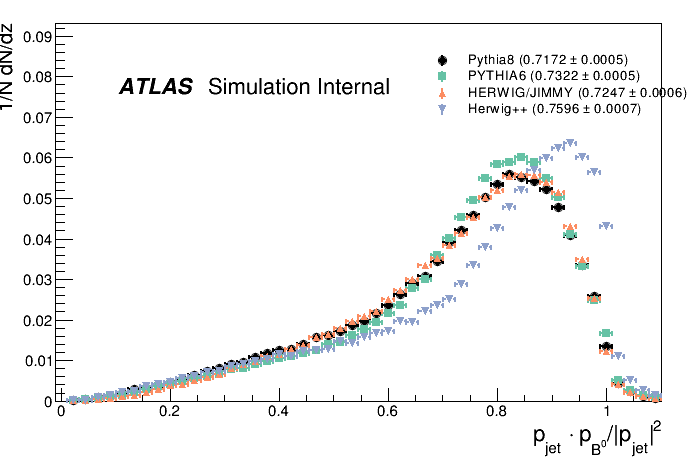 1/N dN/dz
0.09
0.08
0.07
0.06
0.05
0.04
0.03
0.02
0.01
0
ATLAS Simulation Internal
Pythia8 (0.7172 ± 0.0005)
PYTHIA6 (0.7322 ± 0.0005)
HERWIG/JIMMY (0.7247 ± 0.0006)
Herwig++ (0.7596 ± 0.0007)
0 0.2 0.4 0.6 0.8 1
p_jet · p_B⁰/|p_jet|²